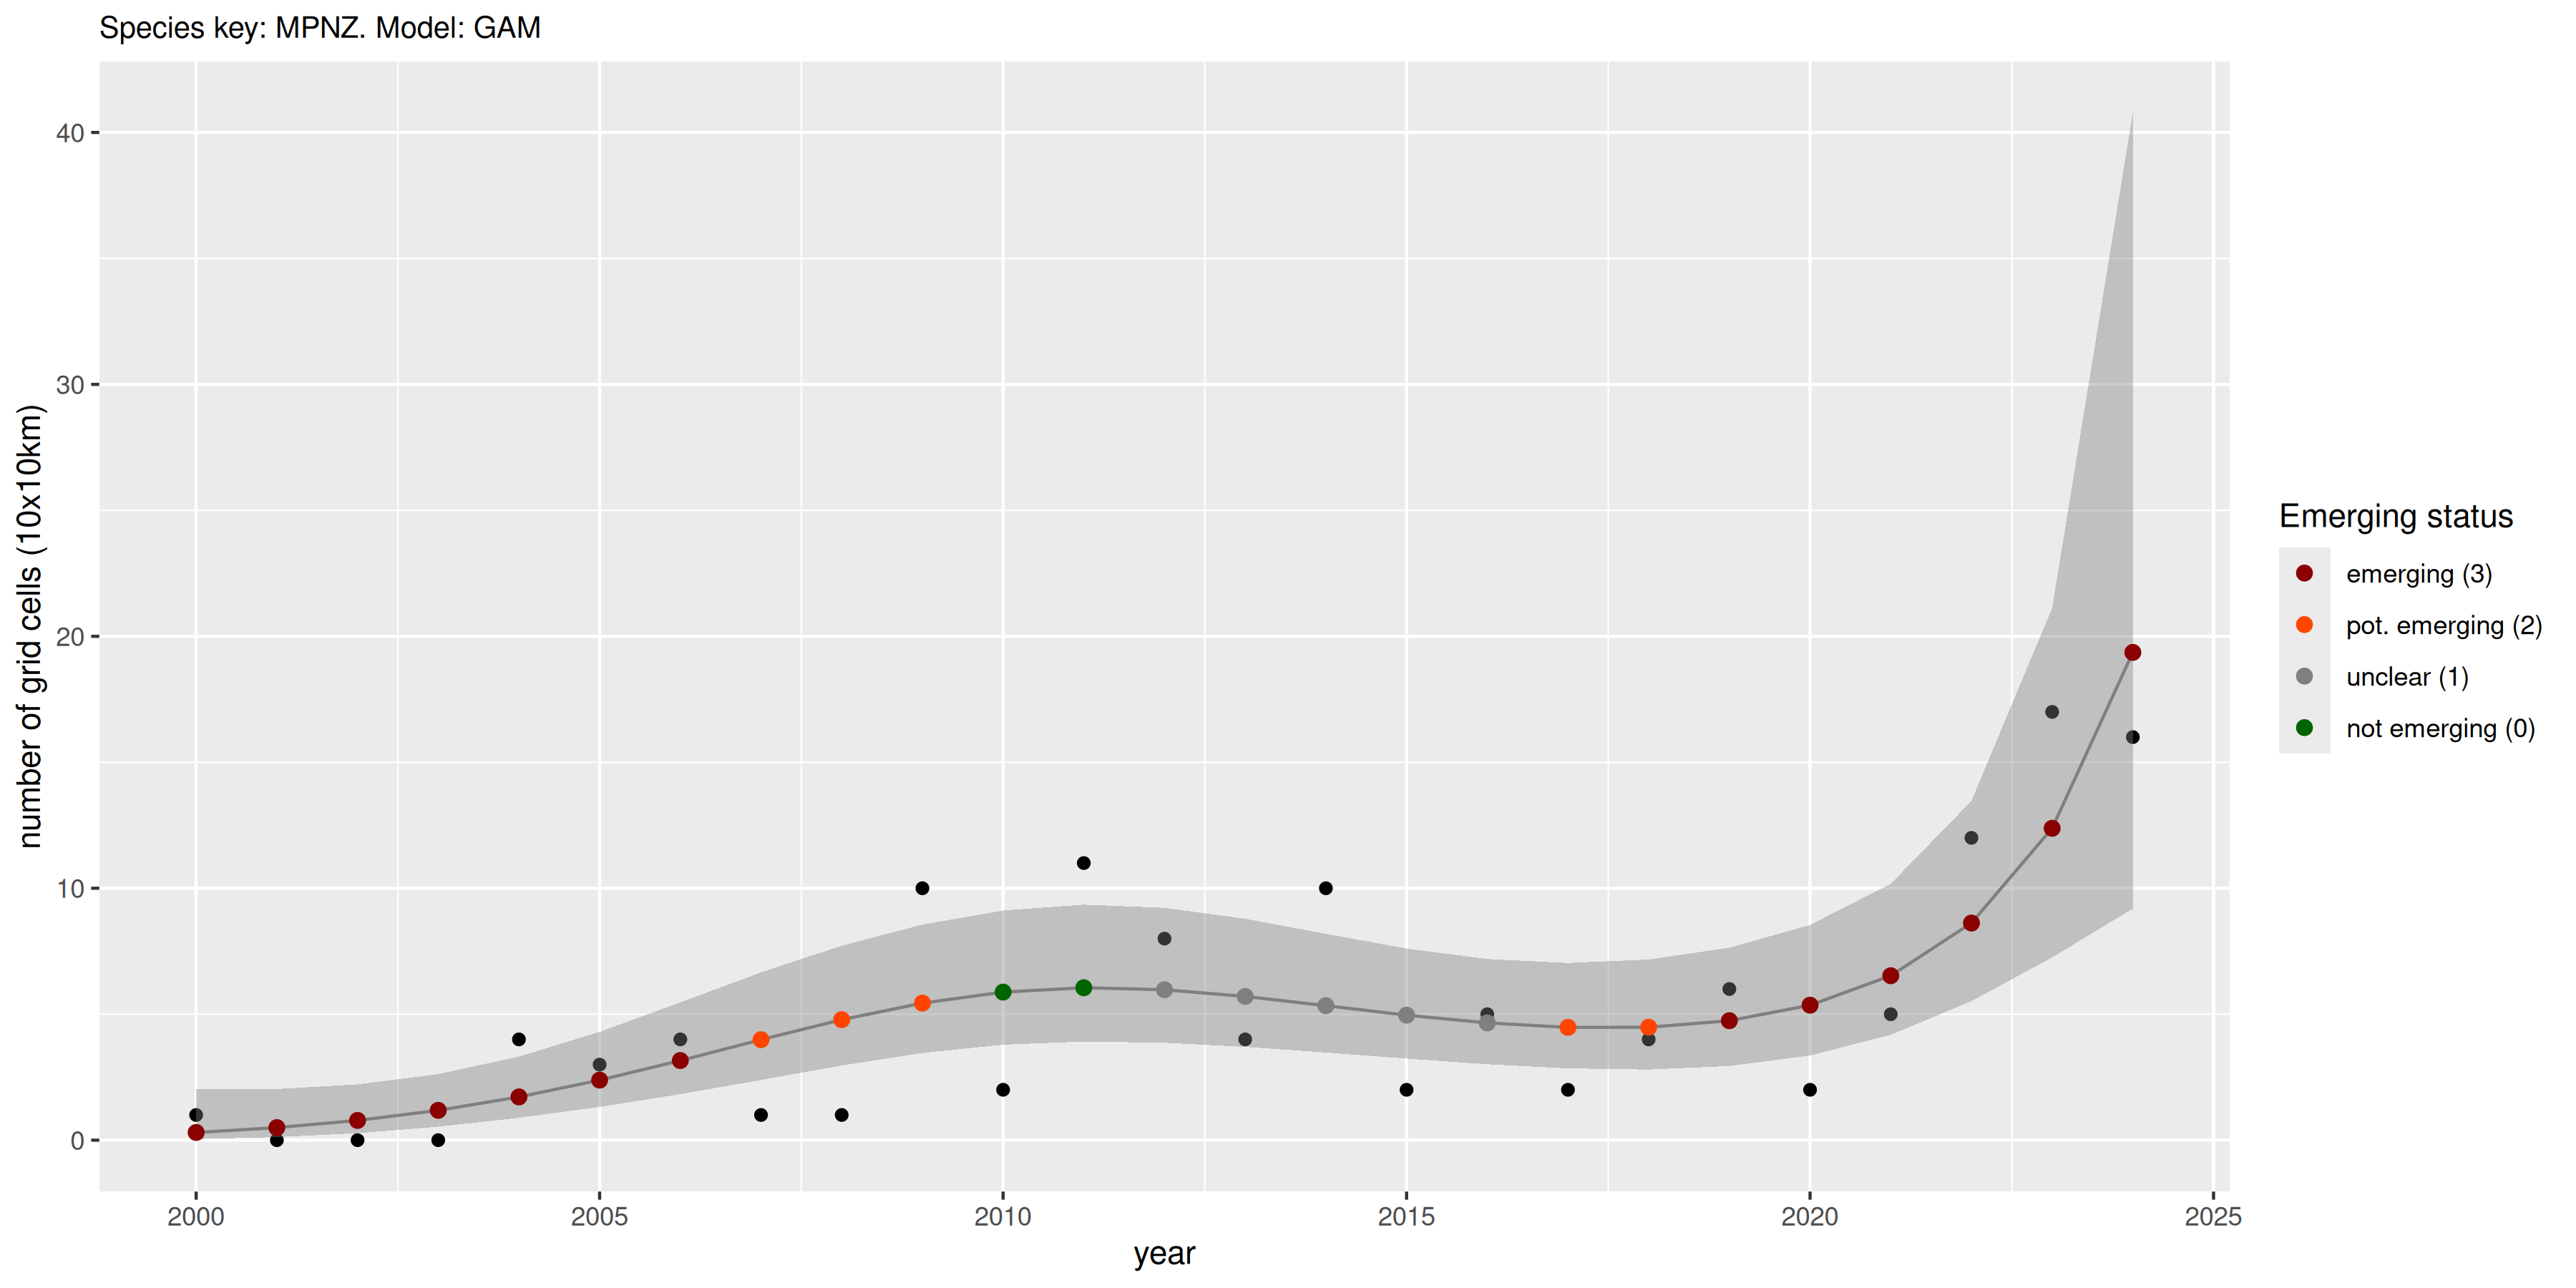 Species key: MPNZ. Model: GAM
number of grid cells (10x10km)
40
30
20
10
0
2000 2005 2010 2015 2020 2025
year
Emerging status
emerging (3)
pot. emerging (2)
unclear (1)
not emerging (0)